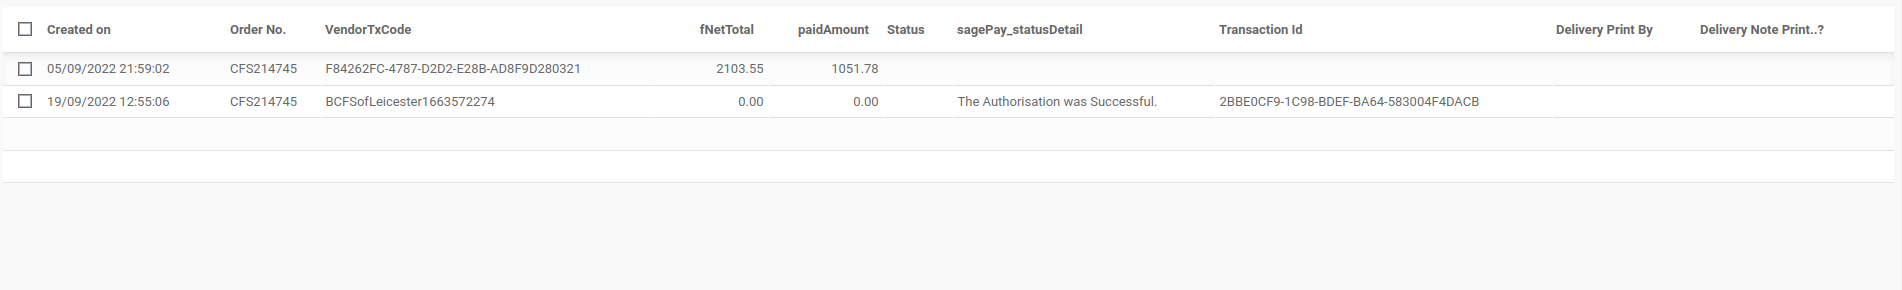 Created on Order No. VendorTxCode fNetTotal paidAmount Status sagePay_statusDetail Transaction Id Delivery Print By Delivery Note Print..?
05/09/2022 21:59:02 CFS214745 F84262FC-4787-D2D2-E28B-AD8F9D280321 2103.55 1051.78
19/09/2022 12:55:06 CFS214745 BCFSofLeicester1663572274 0.00 0.00 The Authorisation was Successful. 2BBE0CF9-1C98-BDEF-BA64-583004F4DACB